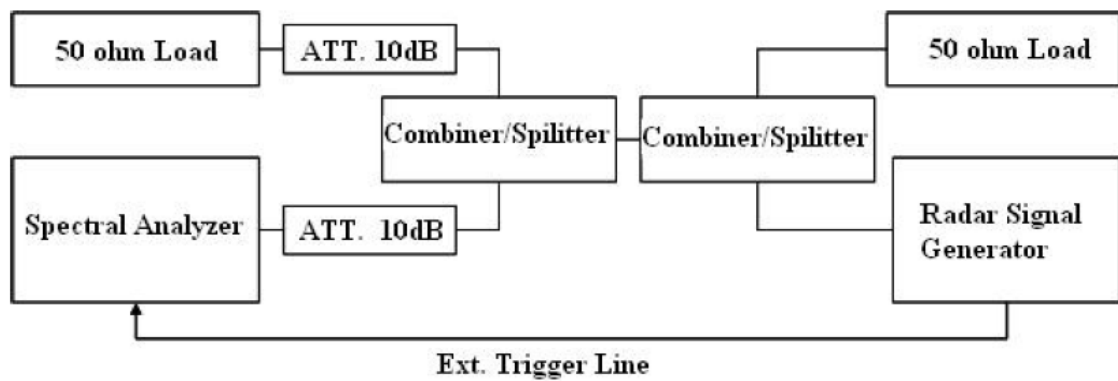 50 ohm Load
ATT. 10dB
50 ohm Load
Combiner/Spilitter
Combiner/Spilitter
Spectral Analyzer
ATT. 10dB
Radar Signal
Generator
Ext. Trigger Line